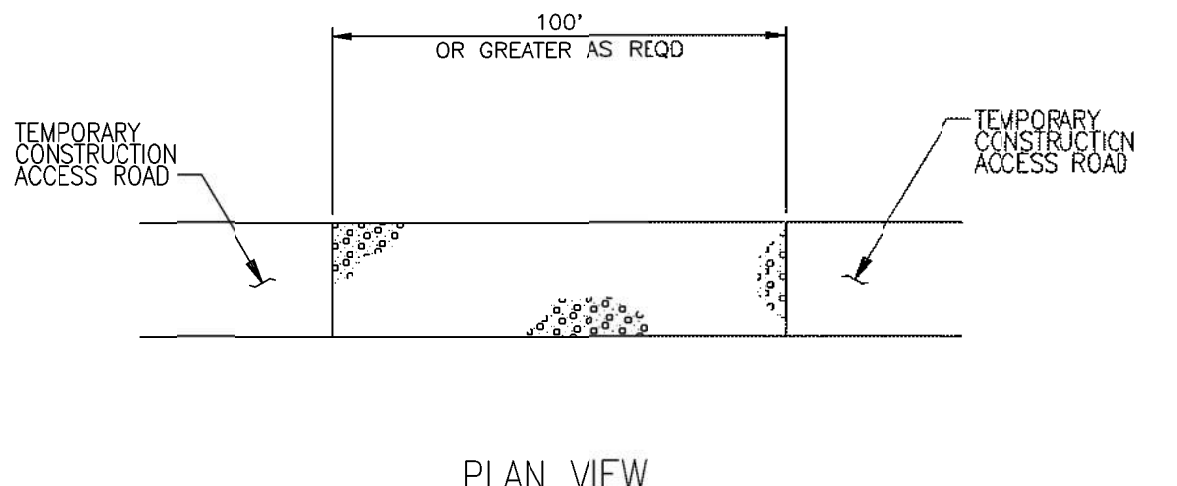 100'
OR GREATER AS REQD
TEMPORARY
CONSTRUCTION
ACCESS ROAD
TEMPORARY
CONSTRUCTION
ACCESS ROAD
PLAN VIEW